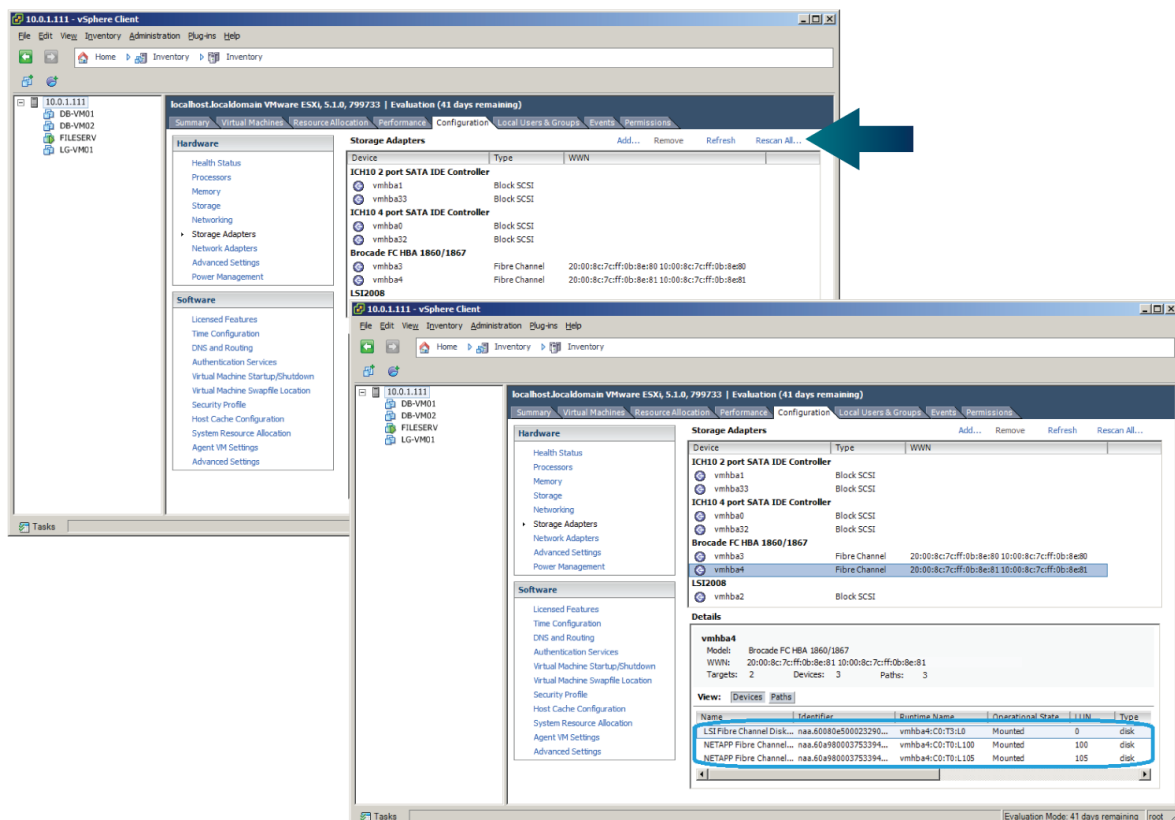 10.0.1.111 - vSphere Client
File Edit View Inventory Administration Plug-ins Help
Home Inventory Inventory
10.0.1.111
DB-VM01
DB-VM02
FILESERV
LG-VM01
localhost.localdomain VMware ESXi, 5.1.0, 799733 | Evaluation (41 days remaining)
Summary Virtual Machines Resource Allocation Performance Configuration Local Users & Groups Events Permissions
Hardware
Health Status
Processors
Memory
Storage
Networking
Storage Adapters
Network Adapters
Advanced Settings
Power Management
Software
Licensed Features
Time Configuration
DNS and Routing
Authentication Services
Virtual Machine Startup/Shutdown
Virtual Machine Swapfile Location
Security Profile
Host Cache Configuration
System Resource Allocation
Agent VM Settings
Advanced Settings
Storage Adapters Add... Remove Refresh Rescan All...
Device Type WWN
ICH10 2 port SATA IDE Controller
vmhba1 Block SCSI
vmhba33 Block SCSI
ICH10 4 port SATA IDE Controller
vmhba0 Block SCSI
vmhba32 Block SCSI
Brocade FC HBA 1860/1867
vmhba3 Fibre Channel 20:00:8c:7c:ff:0b:8e:80 10:00:8c:7c:ff:0b:8e:80
vmhba4 Fibre Channel 20:00:8c:7c:ff:0b:8e:81 10:00:8c:7c:ff:0b:8e:81
LSI2008
Tasks
10.0.1.111 - vSphere Client
File Edit View Inventory Administration Plug-ins Help
Home Inventory Inventory
10.0.1.111
DB-VM01
DB-VM02
FILESERV
LG-VM01
localhost.localdomain VMware ESXi, 5.1.0, 799733 | Evaluation (41 days remaining)
Summary Virtual Machines Resource Allocation Performance Configuration Local Users & Groups Events Permissions
Hardware
Health Status
Processors
Memory
Storage
Networking
Storage Adapters
Network Adapters
Advanced Settings
Power Management
Software
Licensed Features
Time Configuration
DNS and Routing
Authentication Services
Virtual Machine Startup/Shutdown
Virtual Machine Swapfile Location
Security Profile
Host Cache Configuration
System Resource Allocation
Agent VM Settings
Advanced Settings
Storage Adapters Add... Remove Refresh Rescan All...
Device Type WWN
ICH10 2 port SATA IDE Controller
vmhba1 Block SCSI
vmhba33 Block SCSI
ICH10 4 port SATA IDE Controller
vmhba0 Block SCSI
vmhba32 Block SCSI
Brocade FC HBA 1860/1867
vmhba3 Fibre Channel 20:00:8c:7c:ff:0b:8e:80 10:00:8c:7c:ff:0b:8e:80
vmhba4 Fibre Channel 20:00:8c:7c:ff:0b:8e:81 10:00:8c:7c:ff:0b:8e:81
LSI2008
vmhba2 Block SCSI
Details
vmhba4
Model: Brocade FC HBA 1860/1867
WWN: 20:00:8c:7c:ff:0b:8e:81 10:00:8c:7c:ff:0b:8e:81
Targets: 2 Devices: 3 Paths: 3
View: Devices Paths
Name Identifier Runtime Name Operational State LUN Type
LSI Fibre Channel Disk... naa.60080e500023290... vmhba4:C0:T3:L0 Mounted 0 disk
NETAPP Fibre Channel... naa.60a980003753394... vmhba4:C0:T0:L100 Mounted 100 disk
NETAPP Fibre Channel... naa.60a980003753394... vmhba4:C0:T0:L105 Mounted 105 disk
Tasks Evaluation Mode: 41 days remaining root